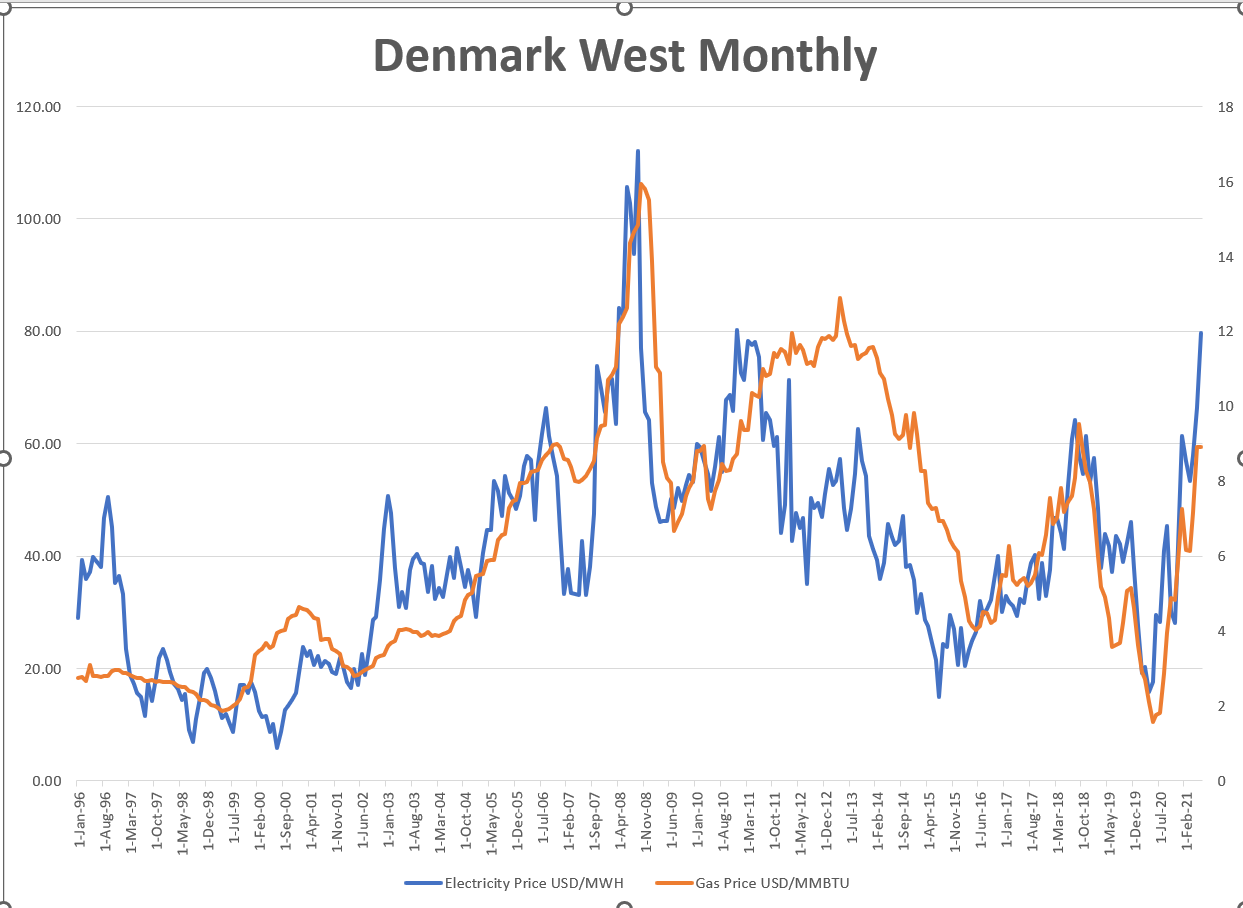 Denmark West Monthly
120.00
100.00
80.00
60.00
40.00
20.00
0.00
18
16
14
12
10
8
6
4
2
0
1-Jan-96
1-Aug-96
1-Mar-97
1-Oct-97
1-May-98
1-Dec-98
1-Jul-99
1-Feb-00
1-Sep-00
1-Apr-01
1-Nov-01
1-Jun-02
1-Jan-03
1-Aug-03
1-Mar-04
1-Oct-04
1-May-05
1-Dec-05
1-Jul-06
1-Feb-07
1-Sep-07
1-Apr-08
1-Nov-08
1-Jun-09
1-Jan-10
1-Aug-10
1-Mar-11
1-Oct-11
1-May-12
1-Dec-12
1-Jul-13
1-Feb-14
1-Sep-14
1-Apr-15
1-Nov-15
1-Jun-16
1-Jan-17
1-Aug-17
1-Mar-18
1-Oct-18
1-May-19
1-Dec-19
1-Jul-20
1-Feb-21
Electricity Price USD/MWH
Gas Price USD/MMBTU